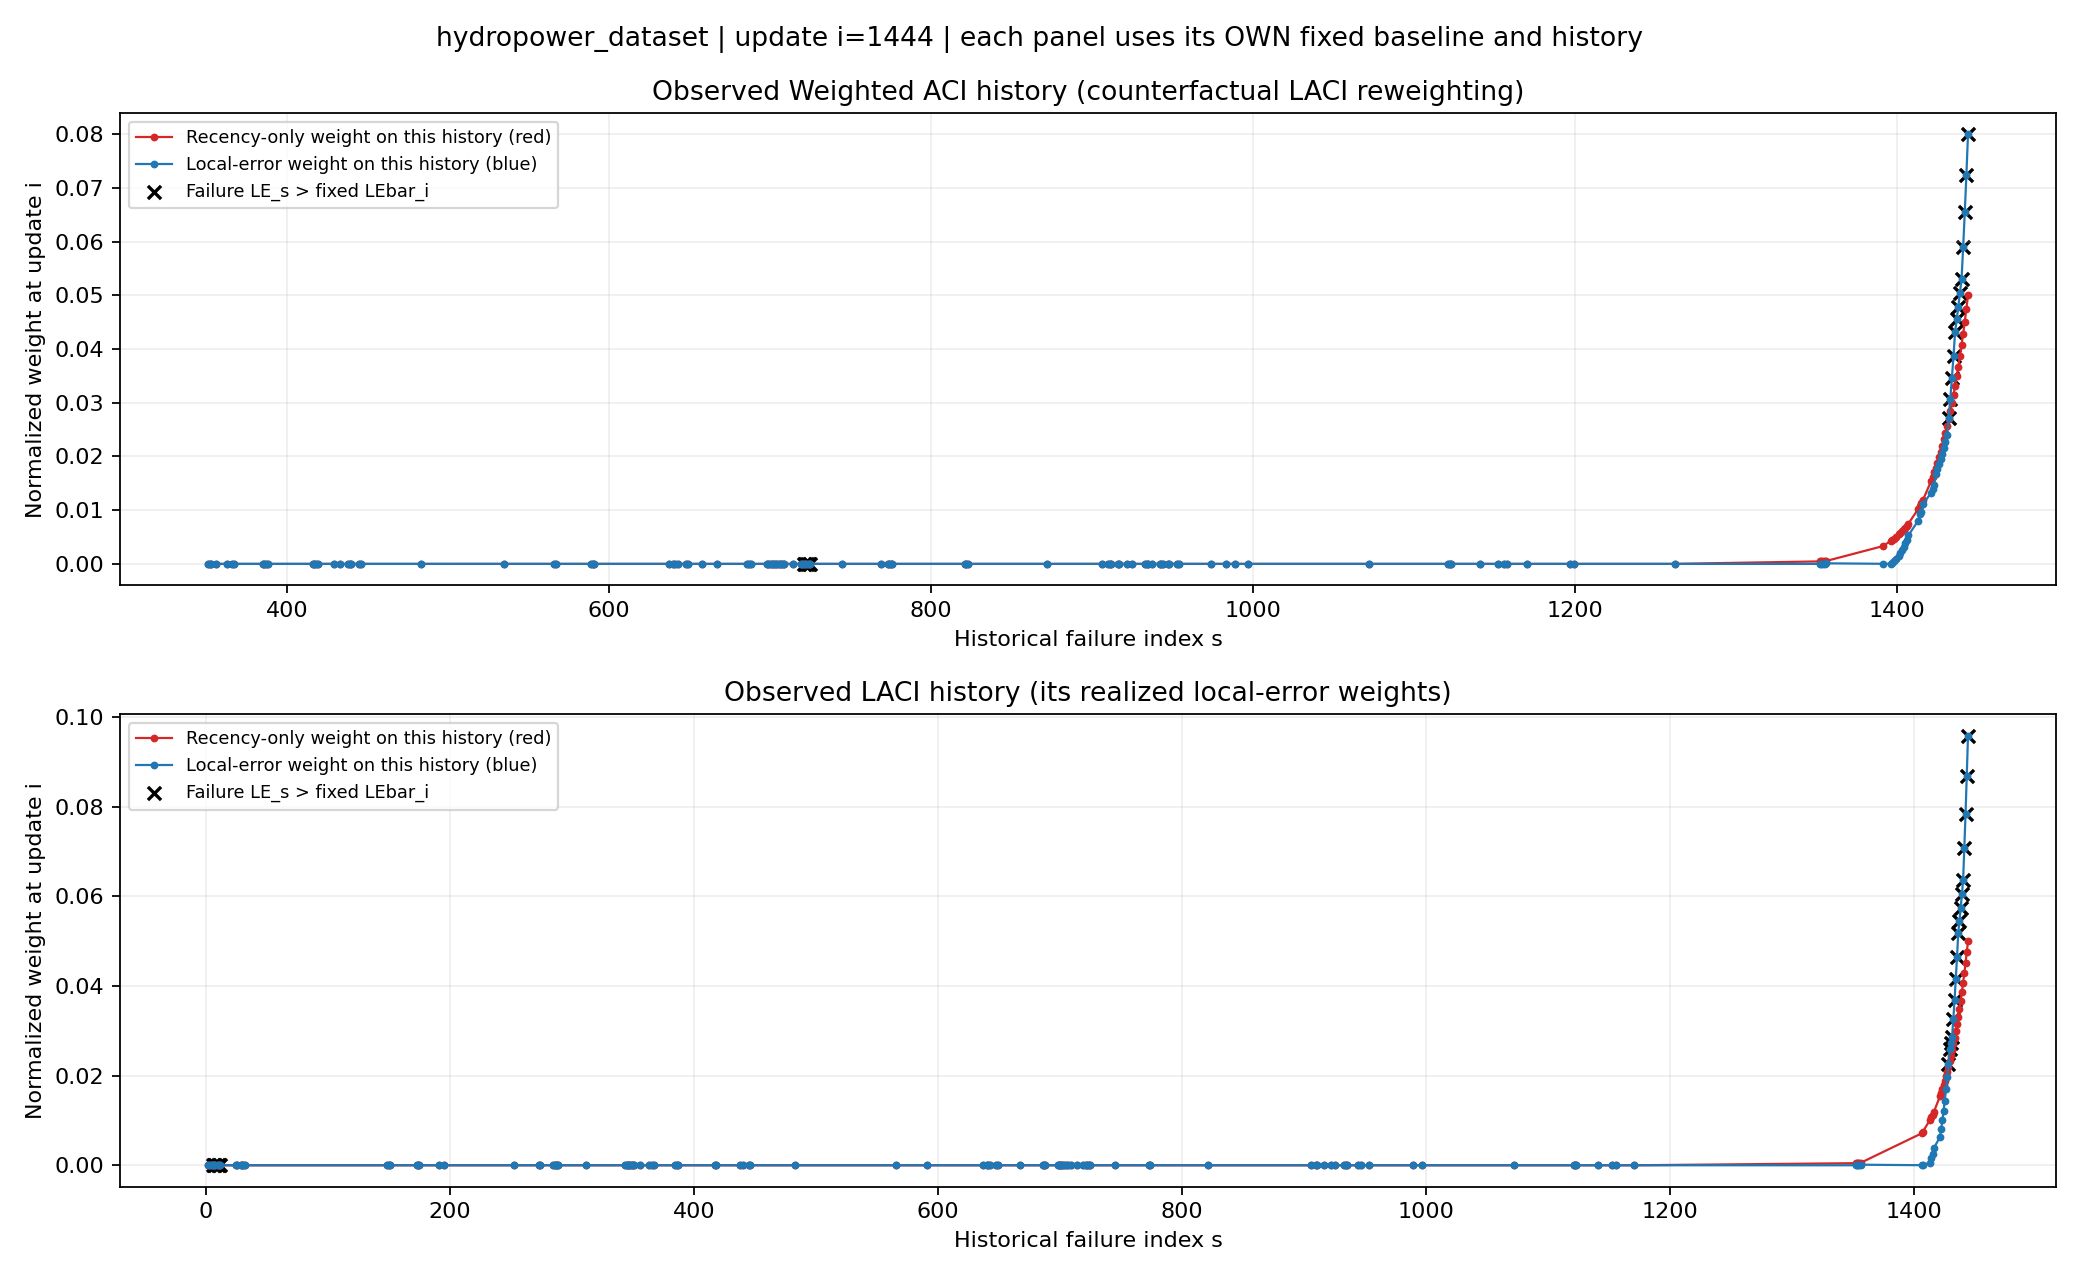 hydropower_dataset | update i=1444 | each panel uses its OWN fixed baseline and history
Observed Weighted ACI history (counterfactual LACI reweighting)
Recency-only weight on this history (red)
Local-error weight on this history (blue)
Failure LE_s > fixed LEbar_i
Normalized weight at update i
0.08
0.07
0.06
0.05
0.04
0.03
0.02
0.01
0.00
400 600 800 1000 1200 1400
Historical failure index s
Observed LACI history (its realized local-error weights)
Recency-only weight on this history (red)
Local-error weight on this history (blue)
Failure LE_s > fixed LEbar_i
Normalized weight at update i
0.10
0.08
0.06
0.04
0.02
0.00
0 200 400 600 800 1000 1200 1400
Historical failure index s